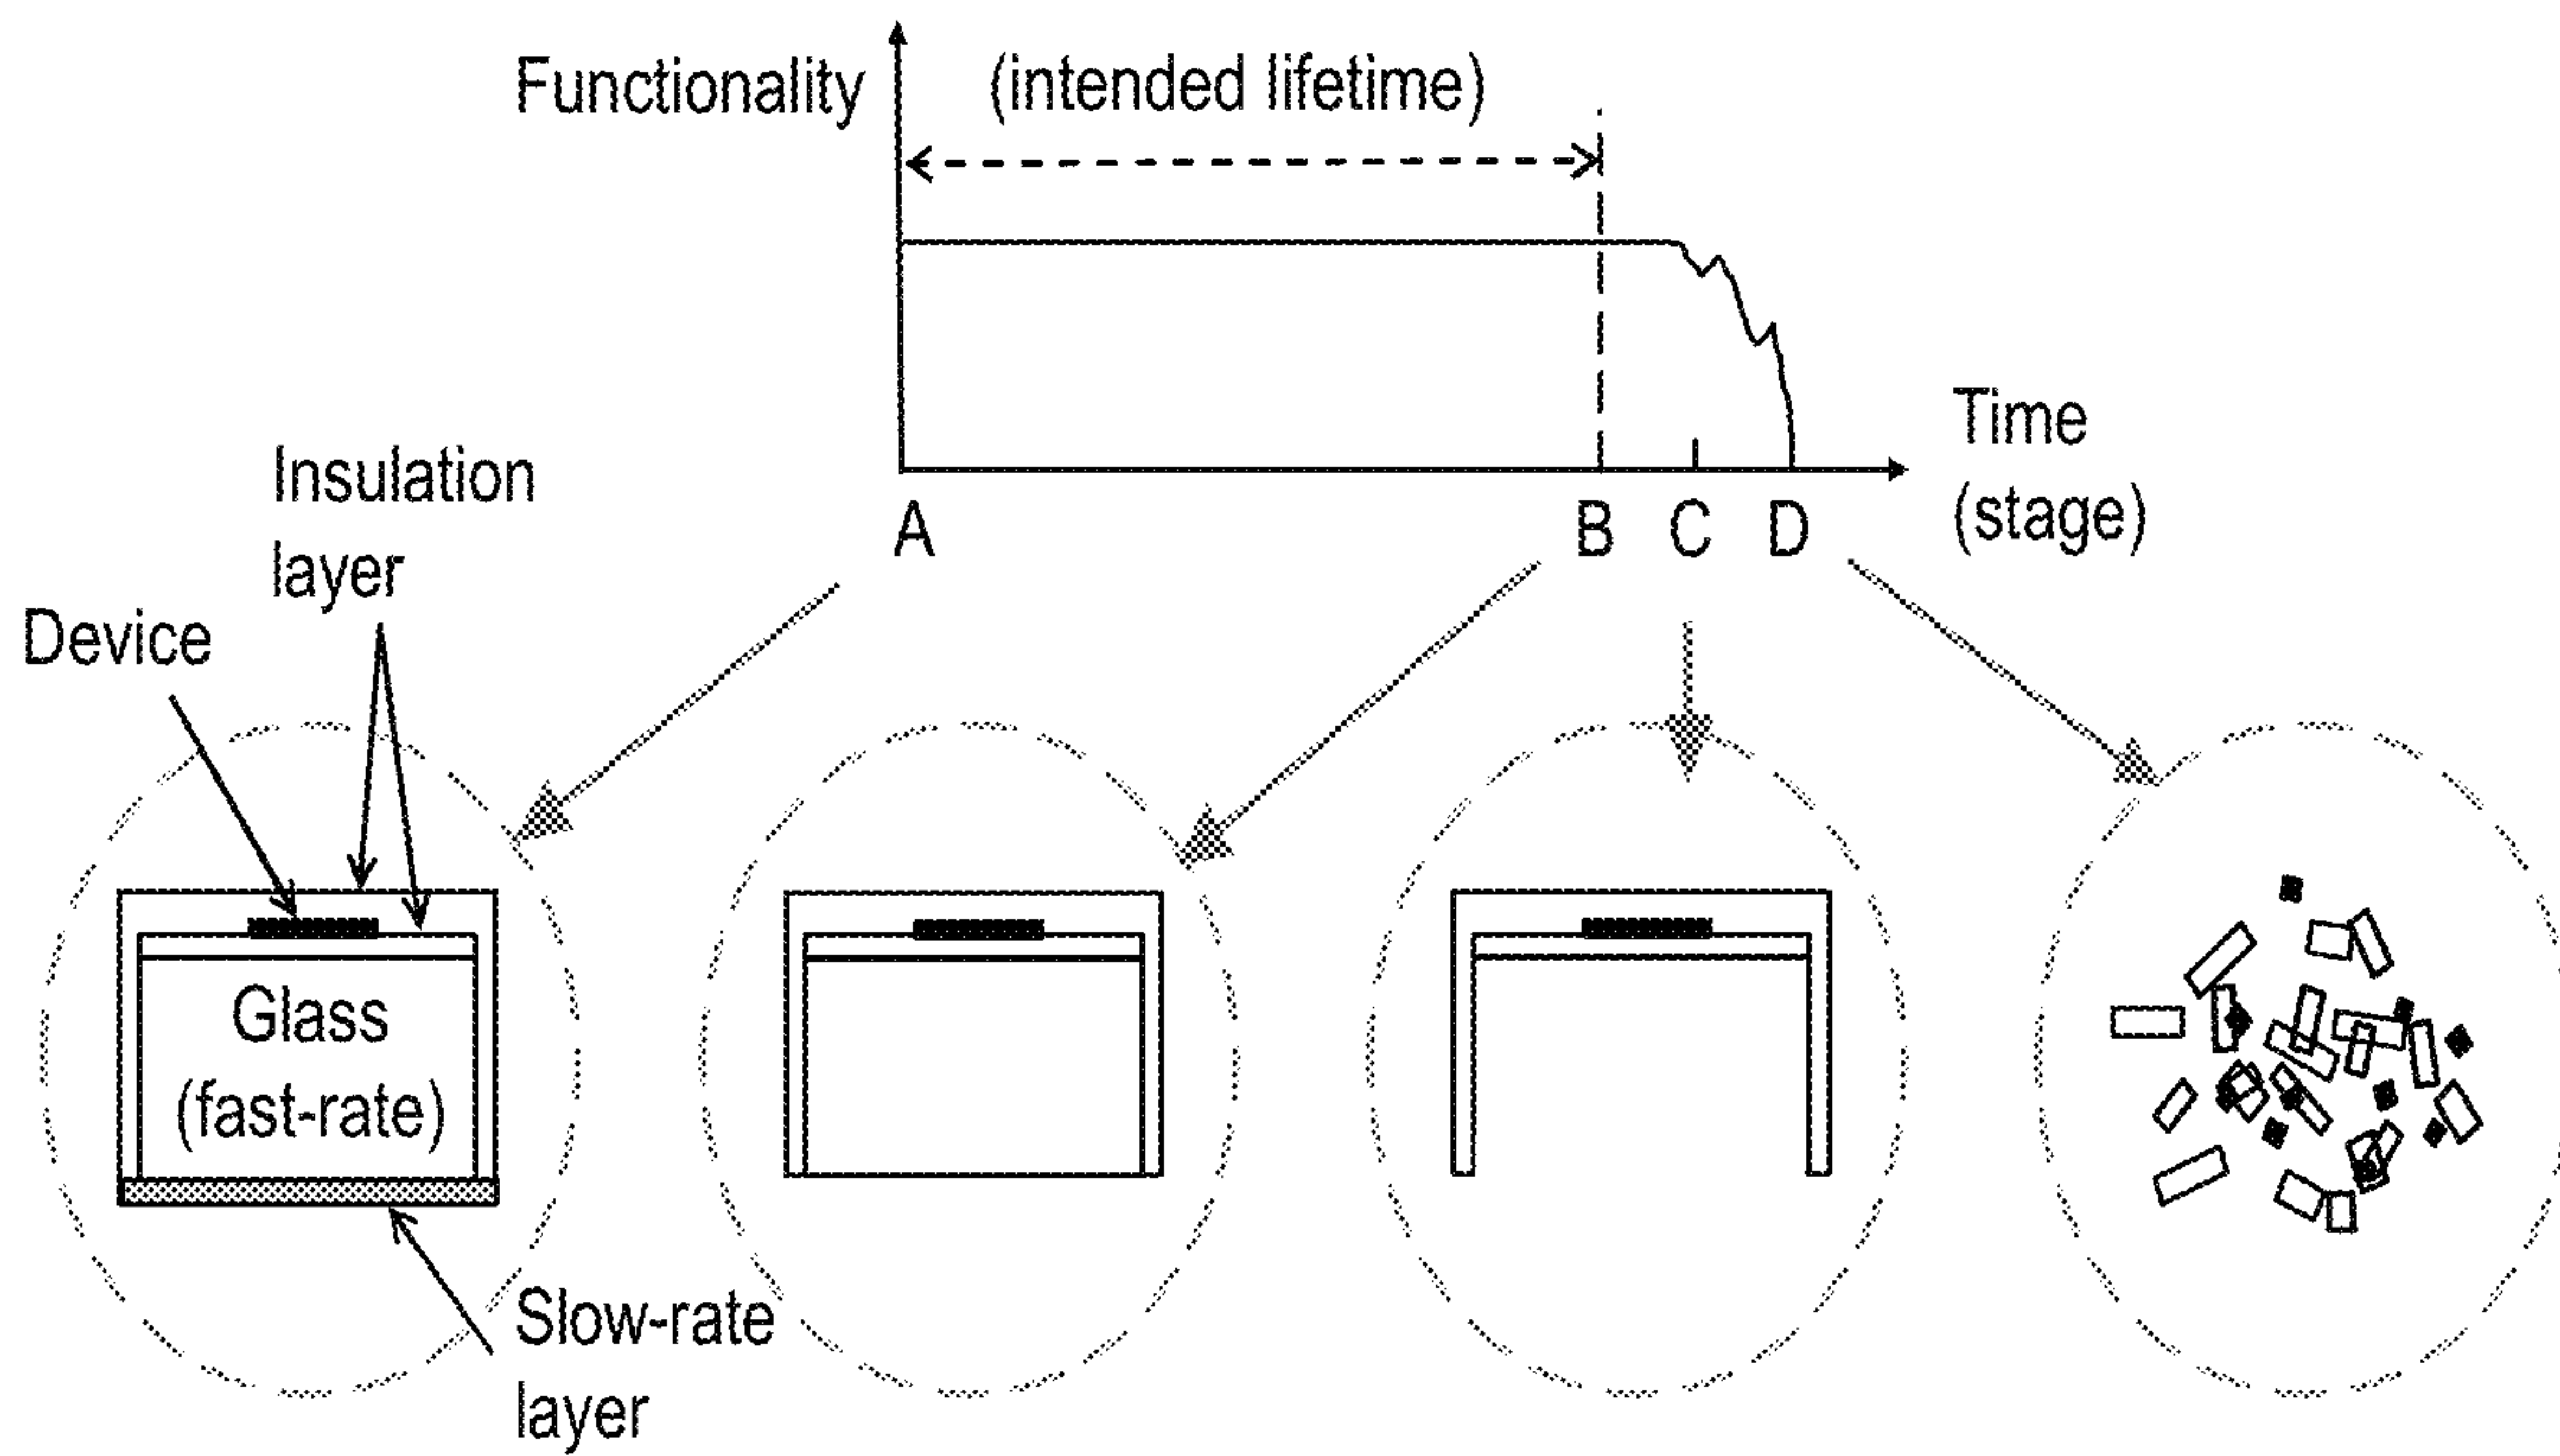 Functionality
(intended lifetime)
Time
(stage)
A
B
C
D
Insulation
layer
Device
Glass
(fast-rate)
Slow-rate
layer